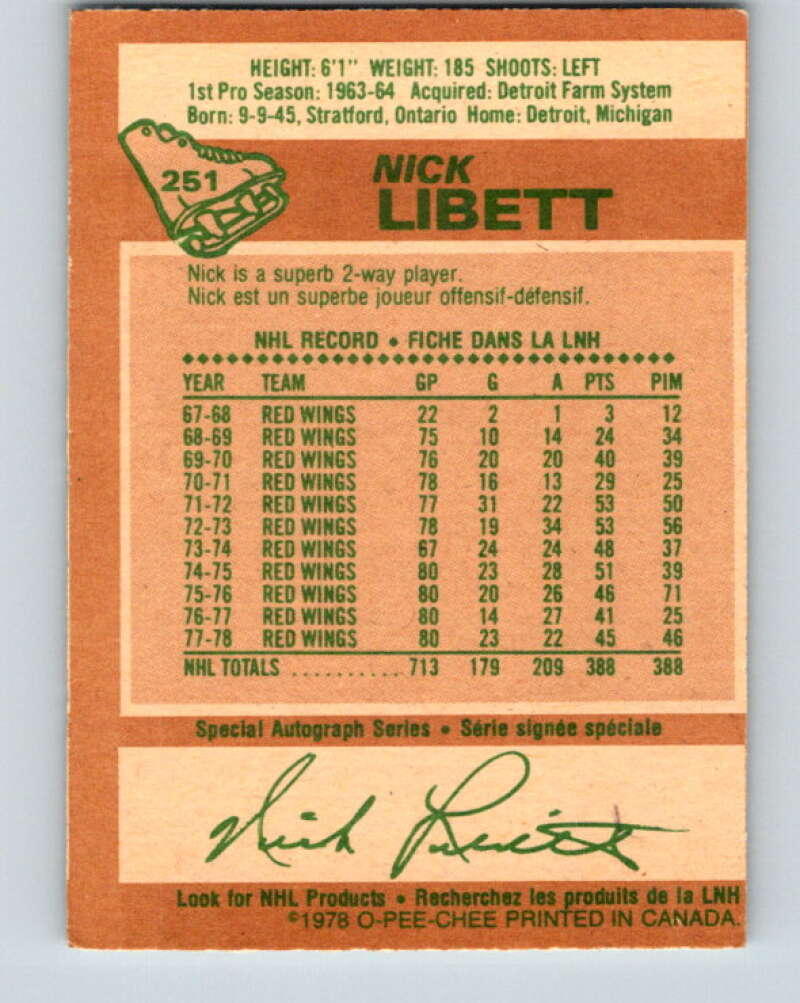 HEIGHT: 6'1" WEIGHT: 185 SHOOTS: LEFT
1st Pro Season: 1963-64 Acquired: Detroit Farm System
Born: 9-9-45, Stratford, Ontario Home: Detroit, Michigan
251
NICK
LIBETT
Nick is a superb 2-way player.
Nick est un superbe joueur offensif-défensif.
NHL RECORD • FICHE DANS LA LNH
YEAR TEAM GP G A PTS PIM
67-68 RED WINGS 22 2 1 3 12
68-69 RED WINGS 75 10 14 24 34
69-70 RED WINGS 76 20 20 40 39
70-71 RED WINGS 78 16 13 29 25
71-72 RED WINGS 77 31 22 53 50
72-73 RED WINGS 78 19 34 53 56
73-74 RED WINGS 67 24 24 48 37
74-75 RED WINGS 80 23 28 51 39
75-76 RED WINGS 80 20 26 46 71
76-77 RED WINGS 80 14 27 41 25
77-78 RED WINGS 80 23 22 45 46
NHL TOTALS .......... 713 179 209 388 388
Special Autograph Series • Série signée spéciale
Nick Libett
Look for NHL Products • Recherchez les produits de la LNH
©1978 O-PEE-CHEE PRINTED IN CANADA.